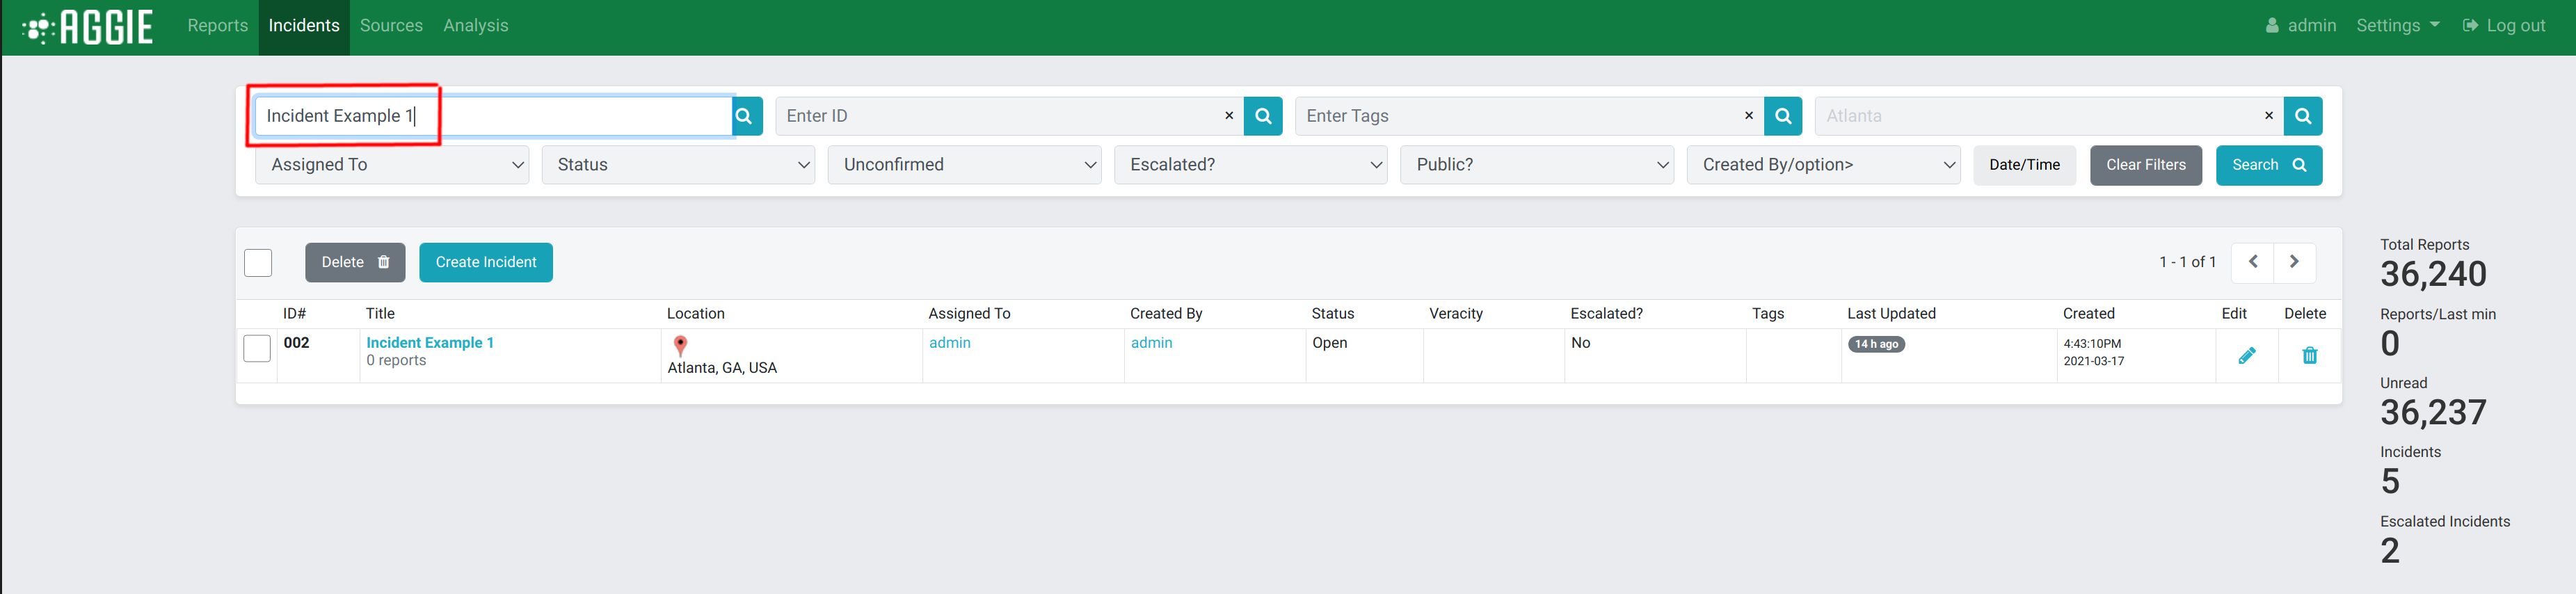 AGGIE Reports Incidents Sources Analysis admin Settings Log out
Incident Example 1 Enter ID × Enter Tags × Atlanta ×
Assigned To Status Unconfirmed Escalated? Public? Created By/option> Date/Time Clear Filters Search
Delete Create Incident 1 - 1 of 1
ID# Title Location Assigned To Created By Status Veracity Escalated? Tags Last Updated Created Edit Delete
002 Incident Example 1 admin admin Open No 14 h ago 4:43:10PM
0 reports Atlanta, GA, USA 2021-03-17
Total Reports
36,240
Reports/Last min
0
Unread
36,237
Incidents
5
Escalated Incidents
2